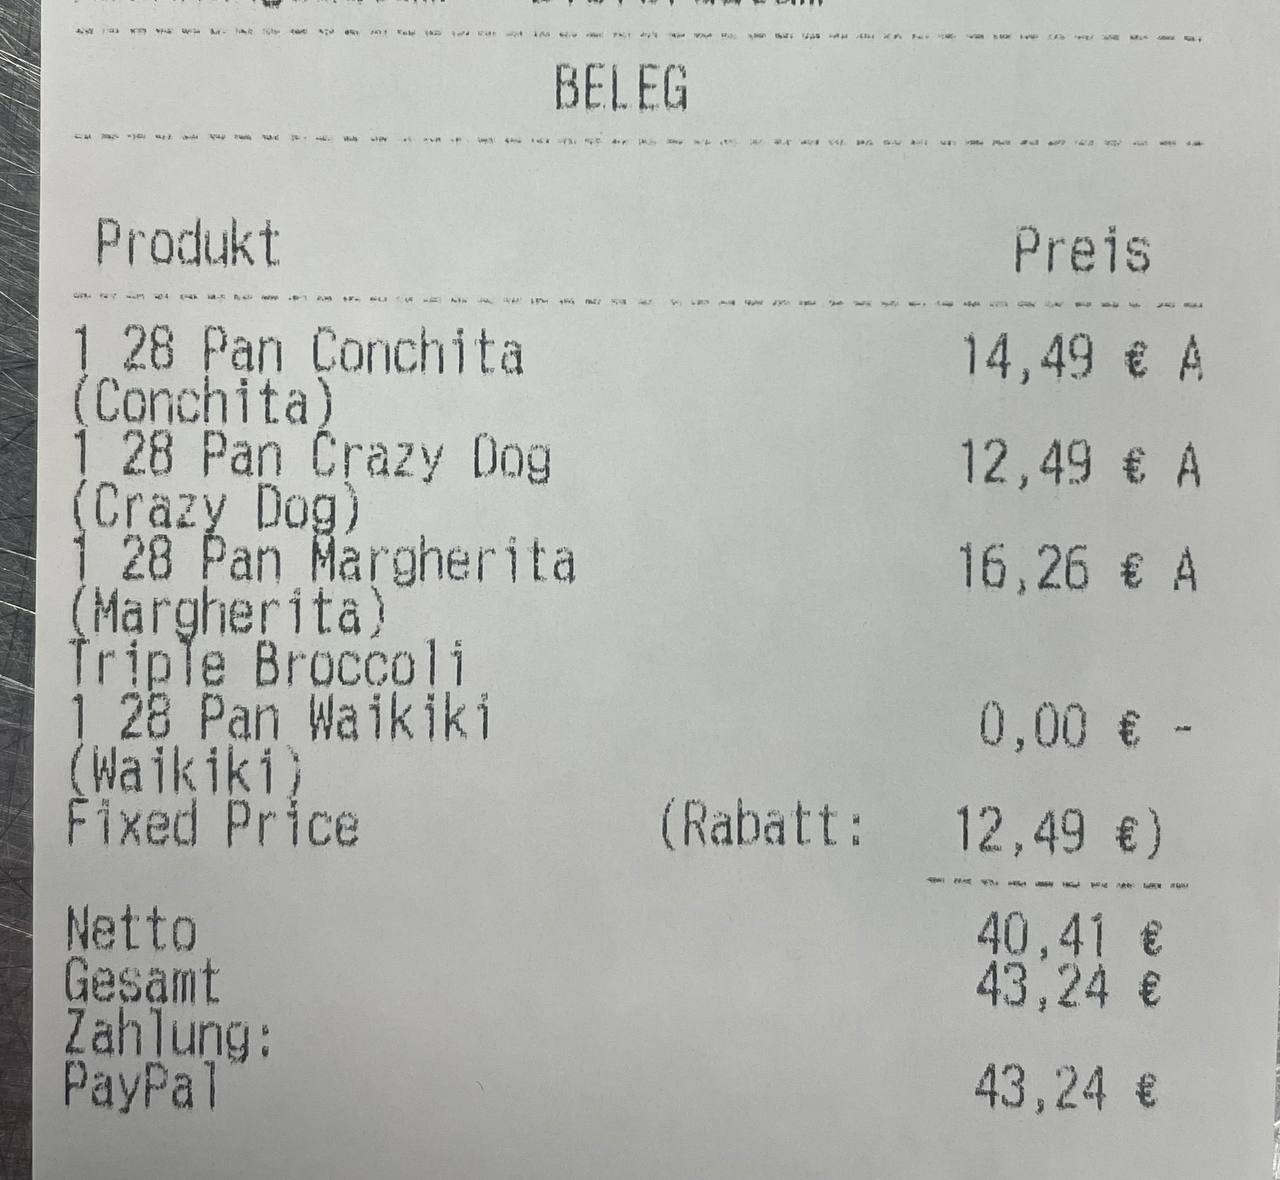 BELEG
Produkt Preis
1 28 Pan Conchita 14,49 € A
(Conchita)
1 28 Pan Crazy Dog 12,49 € A
(Crazy Dog)
1 28 Pan Margherita 16,26 € A
(Margherita)
Triple Broccoli
1 28 Pan Waikiki 0,00 € -
(Waikiki)
Fixed Price (Rabatt: 12,49 €)
Netto 40,41 €
Gesamt 43,24 €
Zahlung:
PayPal 43,24 €